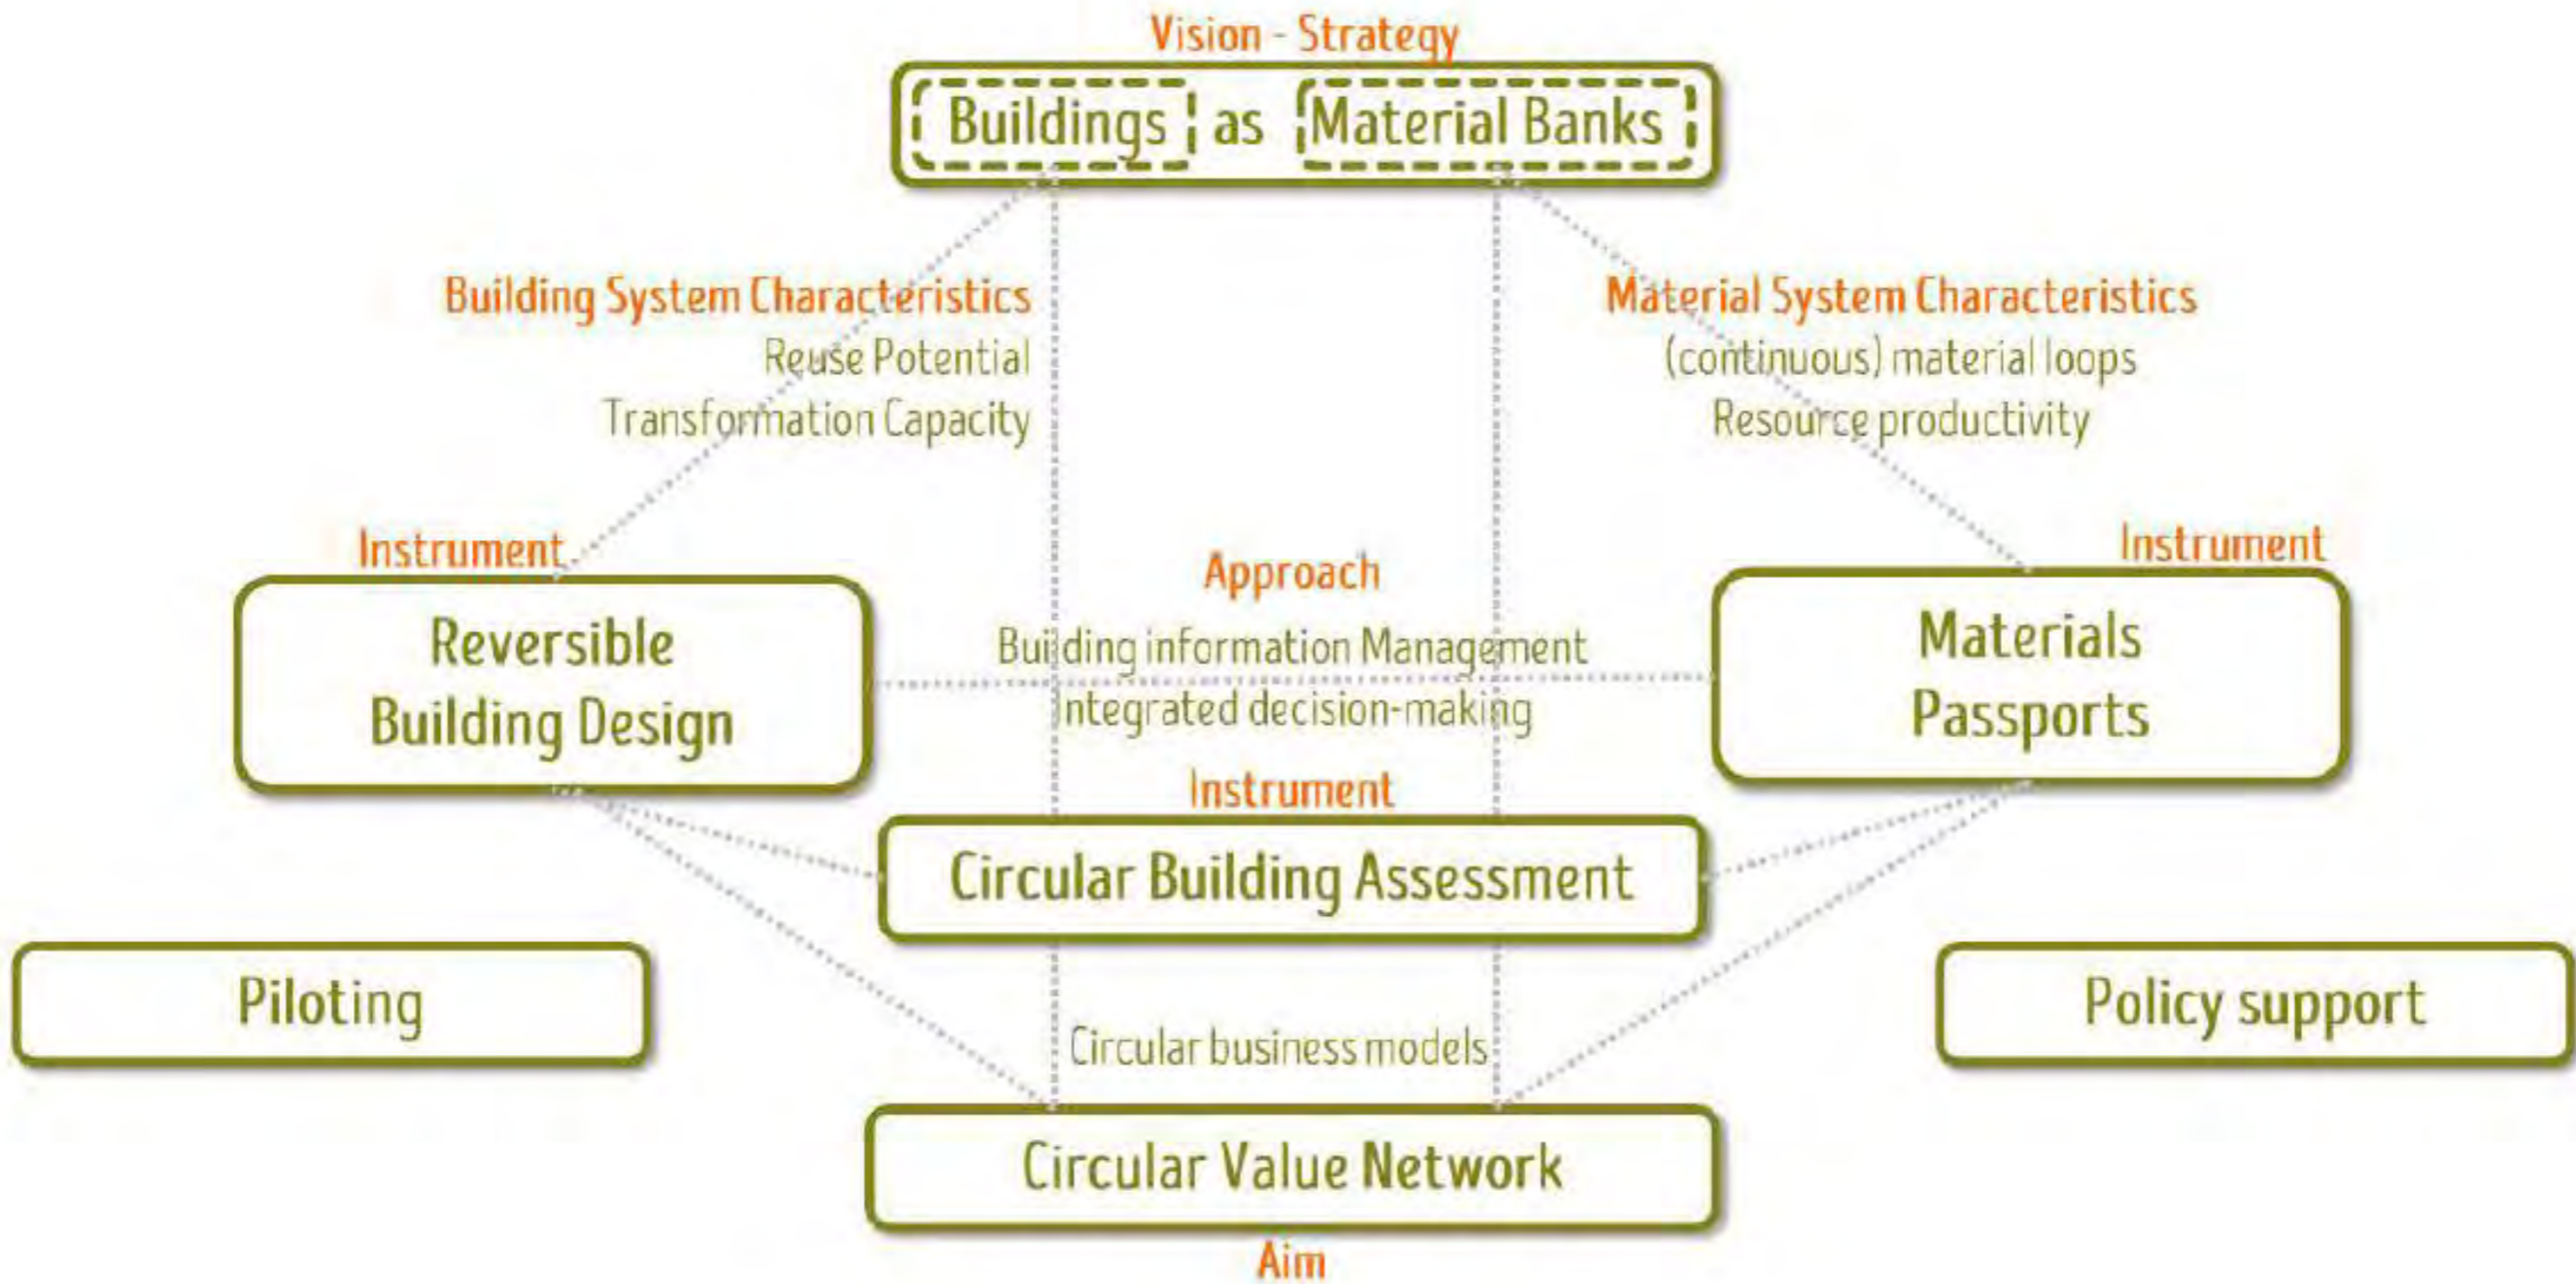 Vision - Strategy
Buildings as Material Banks
Building System Characteristics
Reuse Potential
Transformation Capacity
Material System Characteristics
(continuous) material loops
Resource productivity
Instrument
Reversible
Building Design
Approach
Building information Management
Integrated decision-making
Instrument
Materials
Passports
Instrument
Circular Building Assessment
Piloting
Policy support
Circular business models
Circular Value Network
Aim